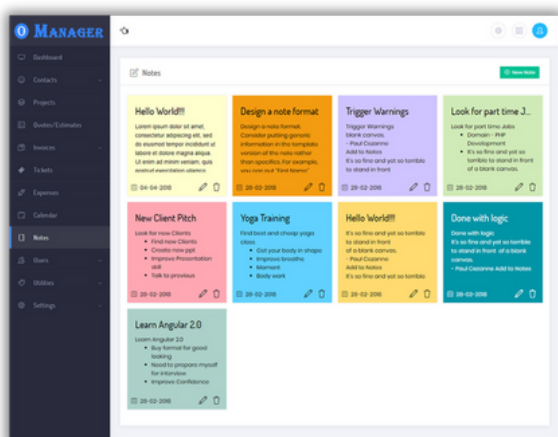 0 MANAGER
Dashboard
Contacts
Projects
Quotes/Estimates
Invoices
Tickets
Expenses
Calendar
Notes
Users
Utilities
Settings
Notes
New Note
Hello World!!!
Lorem ipsum dolor sit amet,
consectetur adipiscing elit, sed
do eiusmod tempor incididunt ut
labore et dolore magna aliqua.
Ut enim ad minim veniam, quis
nostrud exercitation ullamco
04-04-2018
Design a note format
Design a note format
Consider putting generic
information in the template
version of the note rather
than specifics. For example,
you can put "First Name"
28-02-2018
Trigger Warnings
Trigger Warnings
blank canvas.
- Paul Cezanne
Add to Notes
It's so fine and yet so terrible
to stand in front
28-02-2018
Look for part time J...
Look for part time Jobs
Domain - PHP
Development
It's so fine and yet so
terrible to stand in front
of a blank canvas.
28-02-2018
New Client Pitch
Look for new Clients
Find new Clients
Create new ppt
Improve Presentation
skill
Talk to previous
28-02-2018
Yoga Training
Find best and cheap yoga
class
Get your body in shape
Improve breaths
Moment
Body work
28-02-2018
Hello World!!!
It's so fine and yet so terrible
to stand in front
of a blank canvas.
- Paul Cezanne
Add to Notes
It's so fine and yet so terrible
28-02-2018
Done with logic
Done with logic
It's so fine and yet so terrible
to stand in front of a blank
canvas.
- Paul Cezanne Add to Notes
28-02-2018
Learn Angular 2.0
Learn Angular 2.0
Buy format for good
looking
Need to prepare myself
for interview
Improve Confidence
28-02-2018